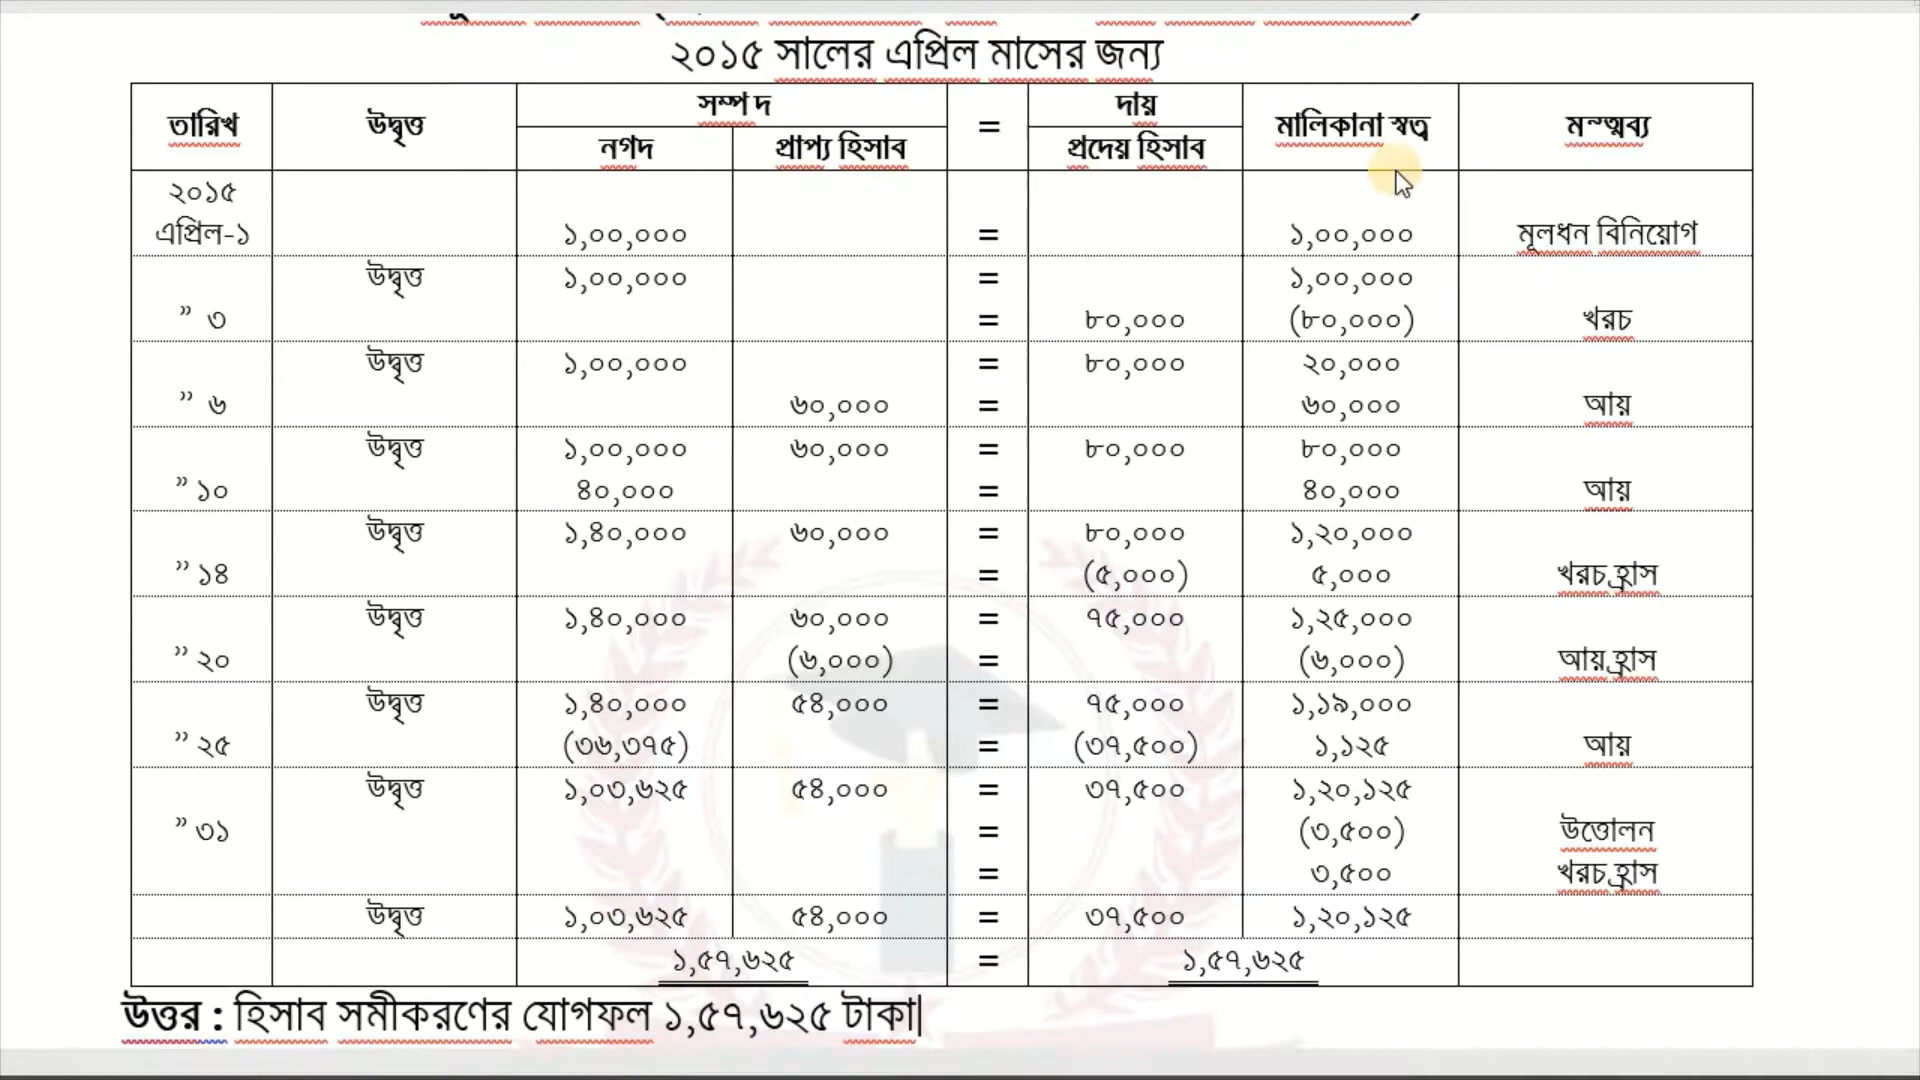 ২০১৫ সালের এপ্রিল মাসের জন্য
তারিখ উদ্বৃত্ত সম্পদ = দায় মালিকানা স্বত্ব মন্তব্য
নগদ প্রাপ্য হিসাব প্রদেয় হিসাব
২০১৫
এপ্রিল-১ ১,০০,০০০ = ১,০০,০০০ মূলধন বিনিয়োগ
উদ্বৃত্ত ১,০০,০০০ = ১,০০,০০০
” ৩ = ৮০,০০০ (৮০,০০০) খরচ
উদ্বৃত্ত ১,০০,০০০ = ৮০,০০০ ২০,০০০
” ৬ ৬০,০০০ = ৬০,০০০ আয়
উদ্বৃত্ত ১,০০,০০০ ৬০,০০০ = ৮০,০০০ ৮০,০০০
” ১০ ৪০,০০০ = ৪০,০০০ আয়
উদ্বৃত্ত ১,৪০,০০০ ৬০,০০০ = ৮০,০০০ ১,২০,০০০
” ১৪ = (৫,০০০) ৫,০০০ খরচ হ্রাস
উদ্বৃত্ত ১,৪০,০০০ ৬০,০০০ = ৭৫,০০০ ১,২৫,০০০
” ২০ (৬,০০০) = (৬,০০০) আয় হ্রাস
উদ্বৃত্ত ১,৪০,০০০ ৫৪,০০০ = ৭৫,০০০ ১,১৯,০০০
” ২৫ (৩৬,৩৭৫) = (৩৭,৫০০) ১,১২৫ আয়
উদ্বৃত্ত ১,০৩,৬২৫ ৫৪,০০০ = ৩৭,৫০০ ১,২০,১২৫
” ৩১ = (৩,৫০০) উত্তোলন
= ৩,৫০০ খরচ হ্রাস
উদ্বৃত্ত ১,০৩,৬২৫ ৫৪,০০০ = ৩৭,৫০০ ১,২০,১২৫
১,৫৭,৬২৫ = ১,৫৭,৬২৫
উত্তর : হিসাব সমীকরণের যোগফল ১,৫৭,৬২৫ টাকা